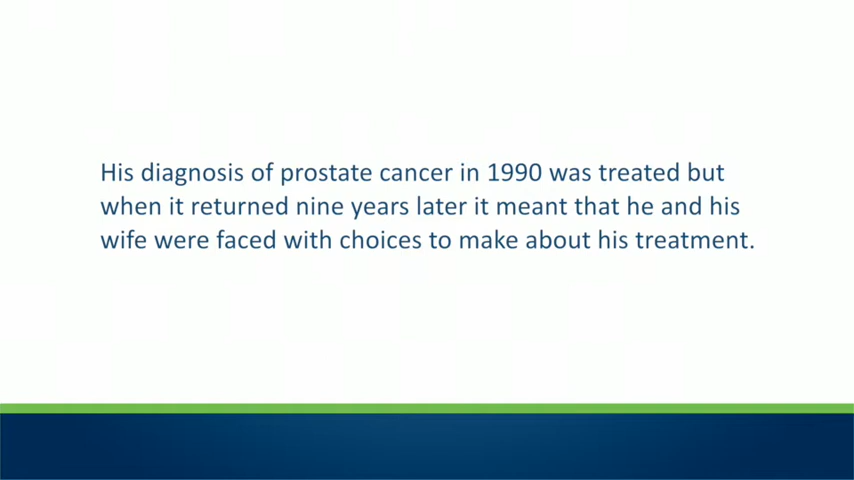 His diagnosis of prostate cancer in 1990 was treated but
when it returned nine years later it meant that he and his
wife were faced with choices to make about his treatment.